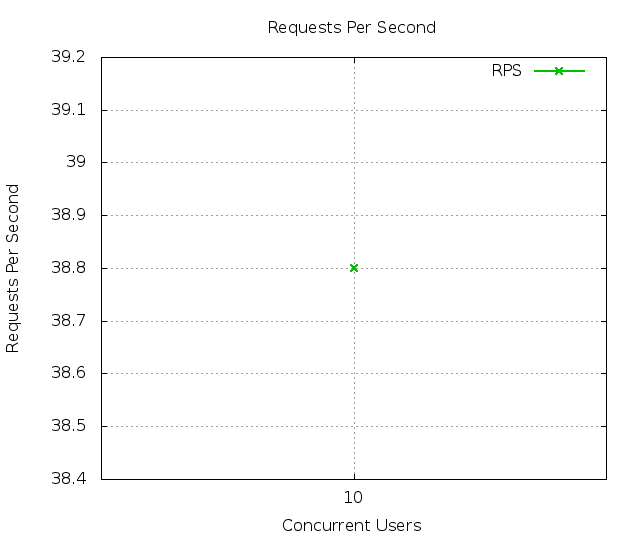 Requests Per Second
39.2
RPS
39.1
39
38.9
38.8
38.7
38.6
38.5
38.4
Requests Per Second
10
Concurrent Users